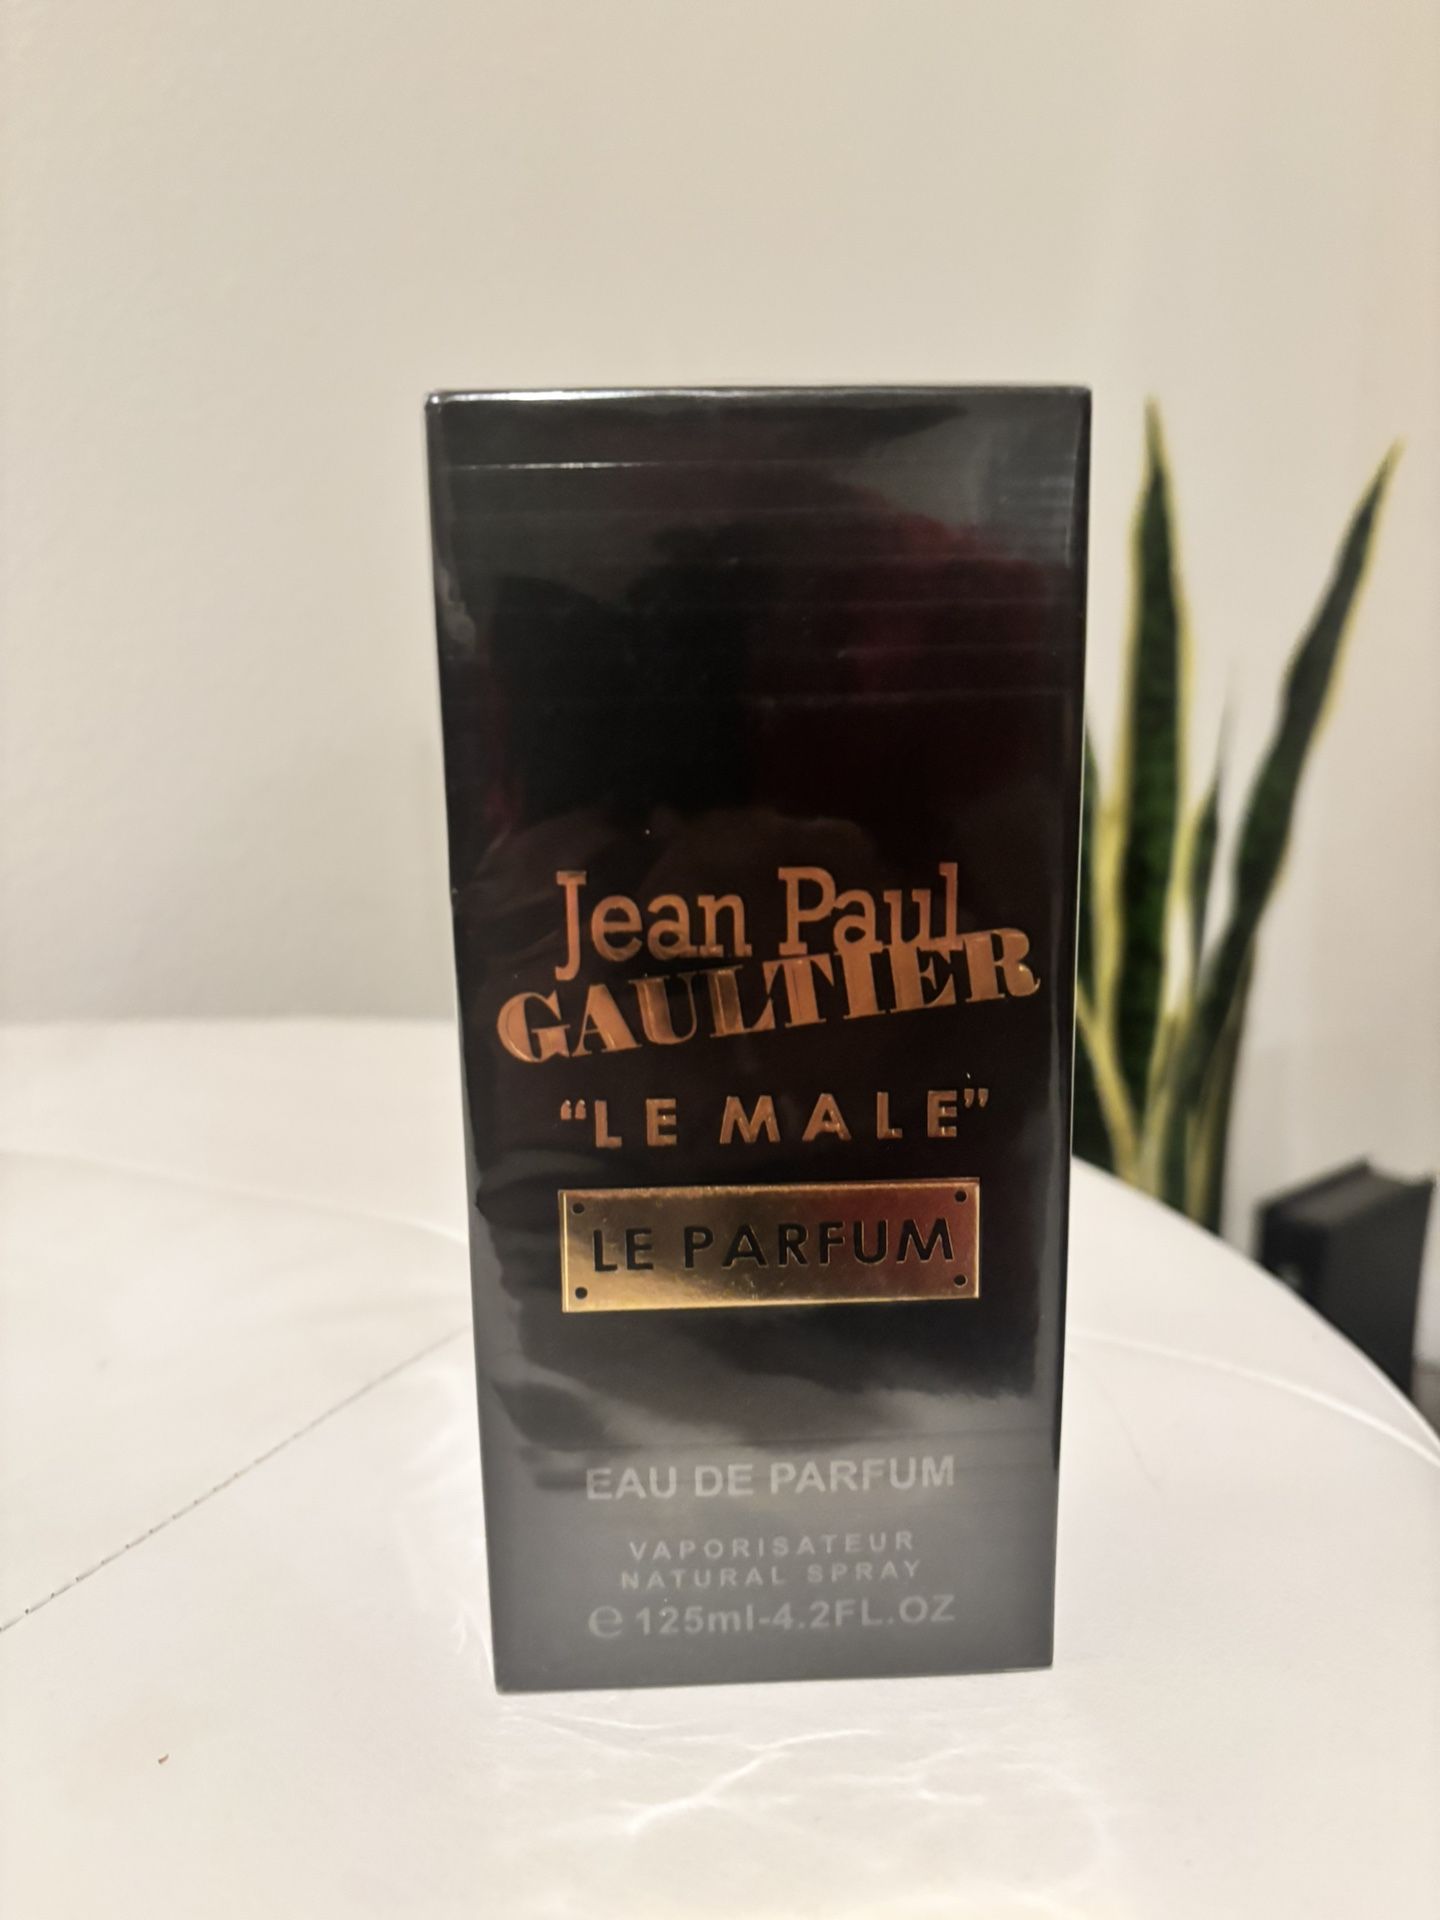 Jean Paul
GAULTIER
“LE MALE”
LE PARFUM
EAU DE PARFUM
VAPORISATEUR
NATURAL SPRAY
℮ 125ml-4.2FL.OZ